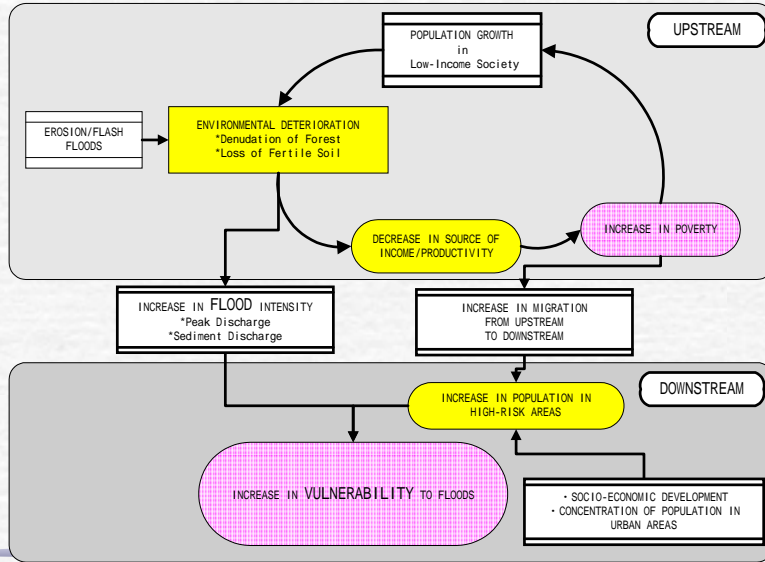 UPSTREAM
POPULATION GROWTH
in
Low-Income Society
EROSION/FLASH
FLOODS
ENVIRONMENTAL DETERIORATION
*Denudation of Forest
*Loss of Fertile Soil
DECREASE IN SOURCE OF
INCOME/PRODUCTIVITY
INCREASE IN POVERTY
INCREASE IN FLOOD INTENSITY
*Peak Discharge
*Sediment Discharge
INCREASE IN MIGRATION
FROM UPSTREAM
TO DOWNSTREAM
DOWNSTREAM
INCREASE IN POPULATION IN
HIGH-RISK AREAS
INCREASE IN VULNERABILITY TO FLOODS
・SOCIO-ECONOMIC DEVELOPMENT
・CONCENTRATION OF POPULATION IN
URBAN AREAS